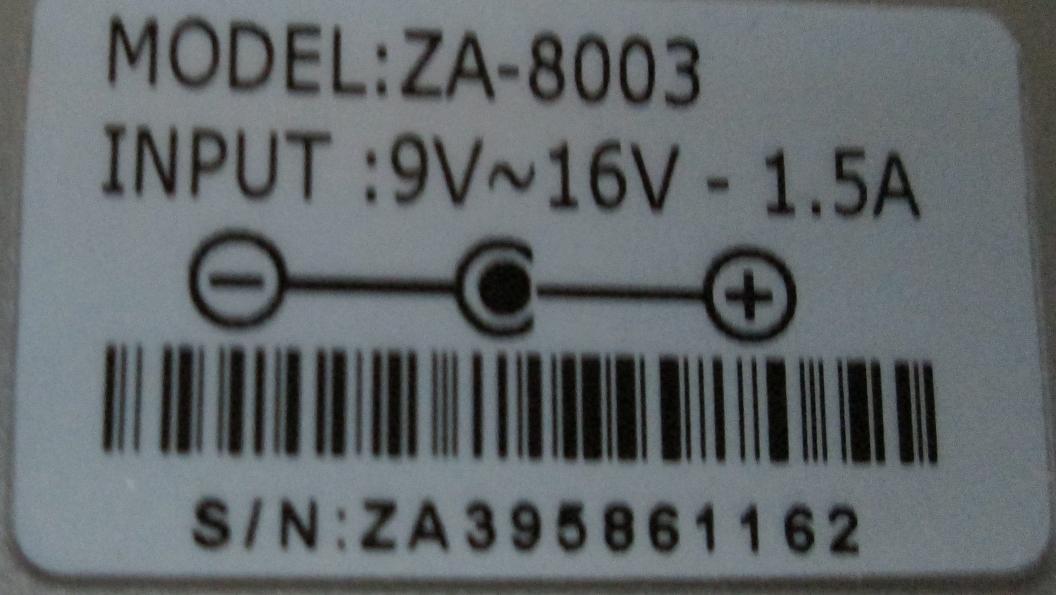 MODEL:ZA-8003
INPUT :9V~16V - 1.5A
S/N:ZA395861162